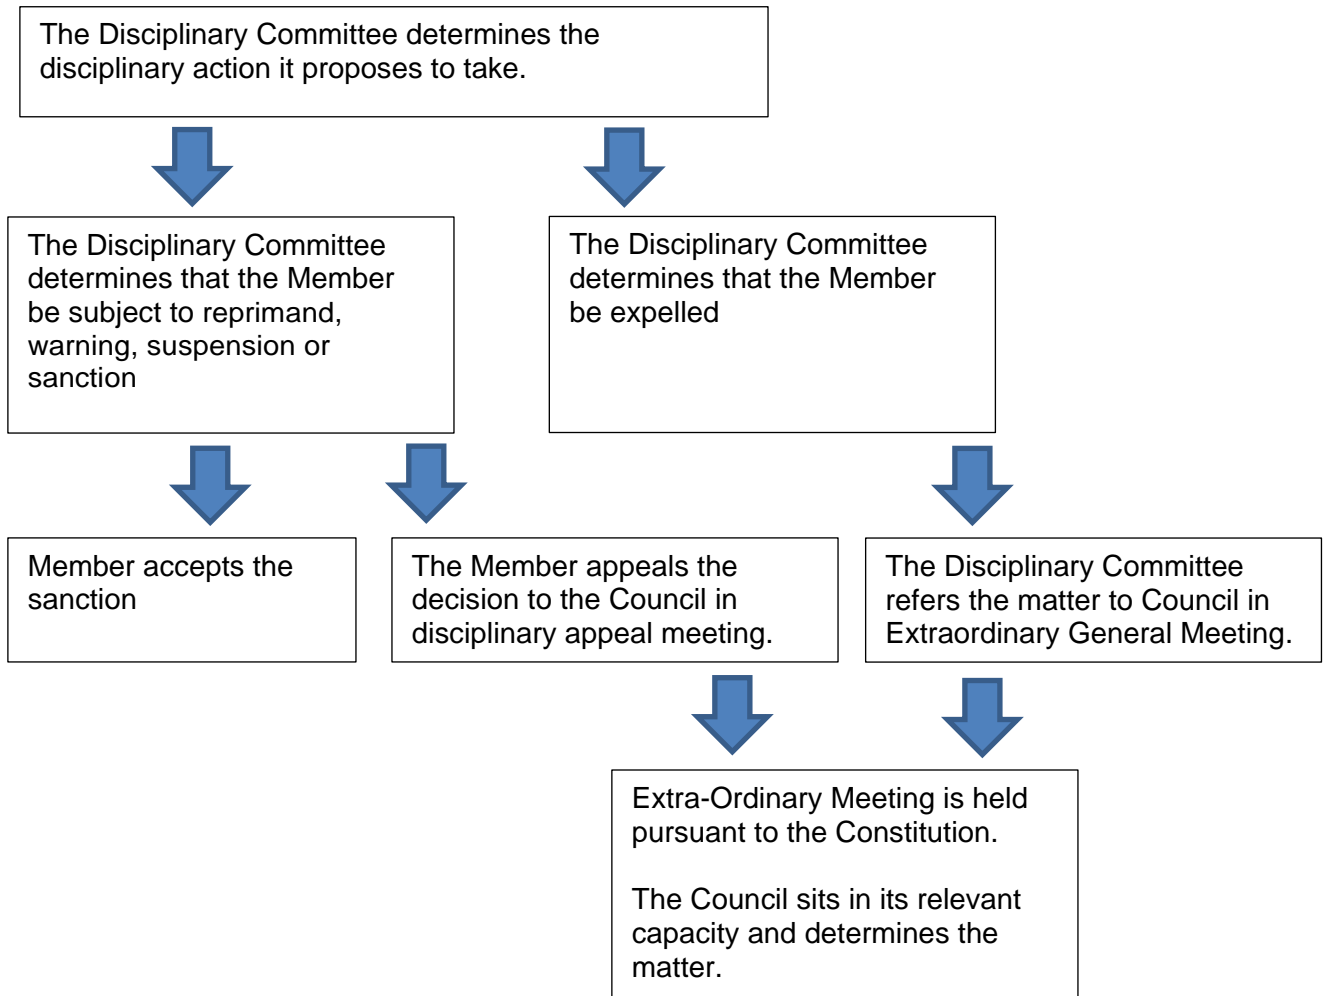 The Disciplinary Committee determines the
disciplinary action it proposes to take.
The Disciplinary Committee
determines that the Member
be subject to reprimand,
warning, suspension or
sanction
The Disciplinary Committee
determines that the Member
be expelled
Member accepts the
sanction
The Member appeals the
decision to the Council in
disciplinary appeal meeting.
The Disciplinary Committee
refers the matter to Council in
Extraordinary General Meeting.
Extra-Ordinary Meeting is held
pursuant to the Constitution.
The Council sits in its relevant
capacity and determines the
matter.